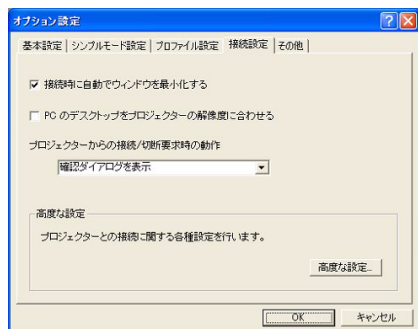 オプション設定
基本設定 シンプルモード設定 プロファイル設定 接続設定 その他
接続時に自動でウィンドウを最小化する
PCのデスクトップをプロジェクターの解像度に合わせる
プロジェクターからの接続/切断要求時の動作
確認ダイアログを表示
高度な設定
プロジェクターとの接続に関する各種設定を行います。
高度な設定...
OK キャンセル